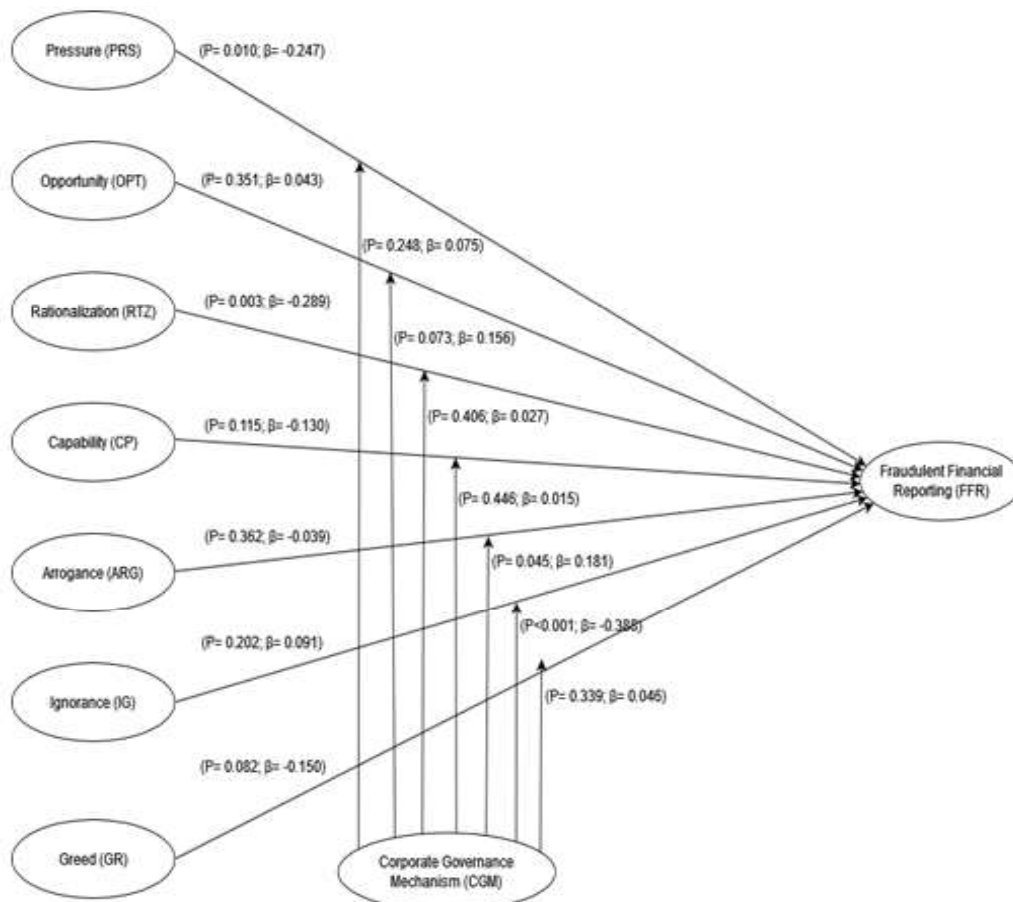 Pressure (PRS)
(P= 0.010; β= -0.247)
Opportunity (OPT)
(P= 0.351; β= 0.043)
(P= 0.248; β= 0.075)
Rationalization (RTZ)
(P= 0.003; β= -0.289)
(P= 0.073; β= 0.156)
(P= 0.406; β= 0.027)
Capability (CP)
(P= 0.115; β= -0.130)
Fraudulent Financial
Reporting (FFR)
(P= 0.446; β= 0.015)
Arrogance (ARG)
(P= 0.362; β= -0.039)
(P= 0.045; β= 0.181)
(P<0.001; β= -0.388)
Ignorance (IG)
(P= 0.202; β= 0.091)
(P= 0.339; β= 0.046)
(P= 0.082; β= -0.150)
Greed (GR)
Corporate Governance
Mechanism (CGM)